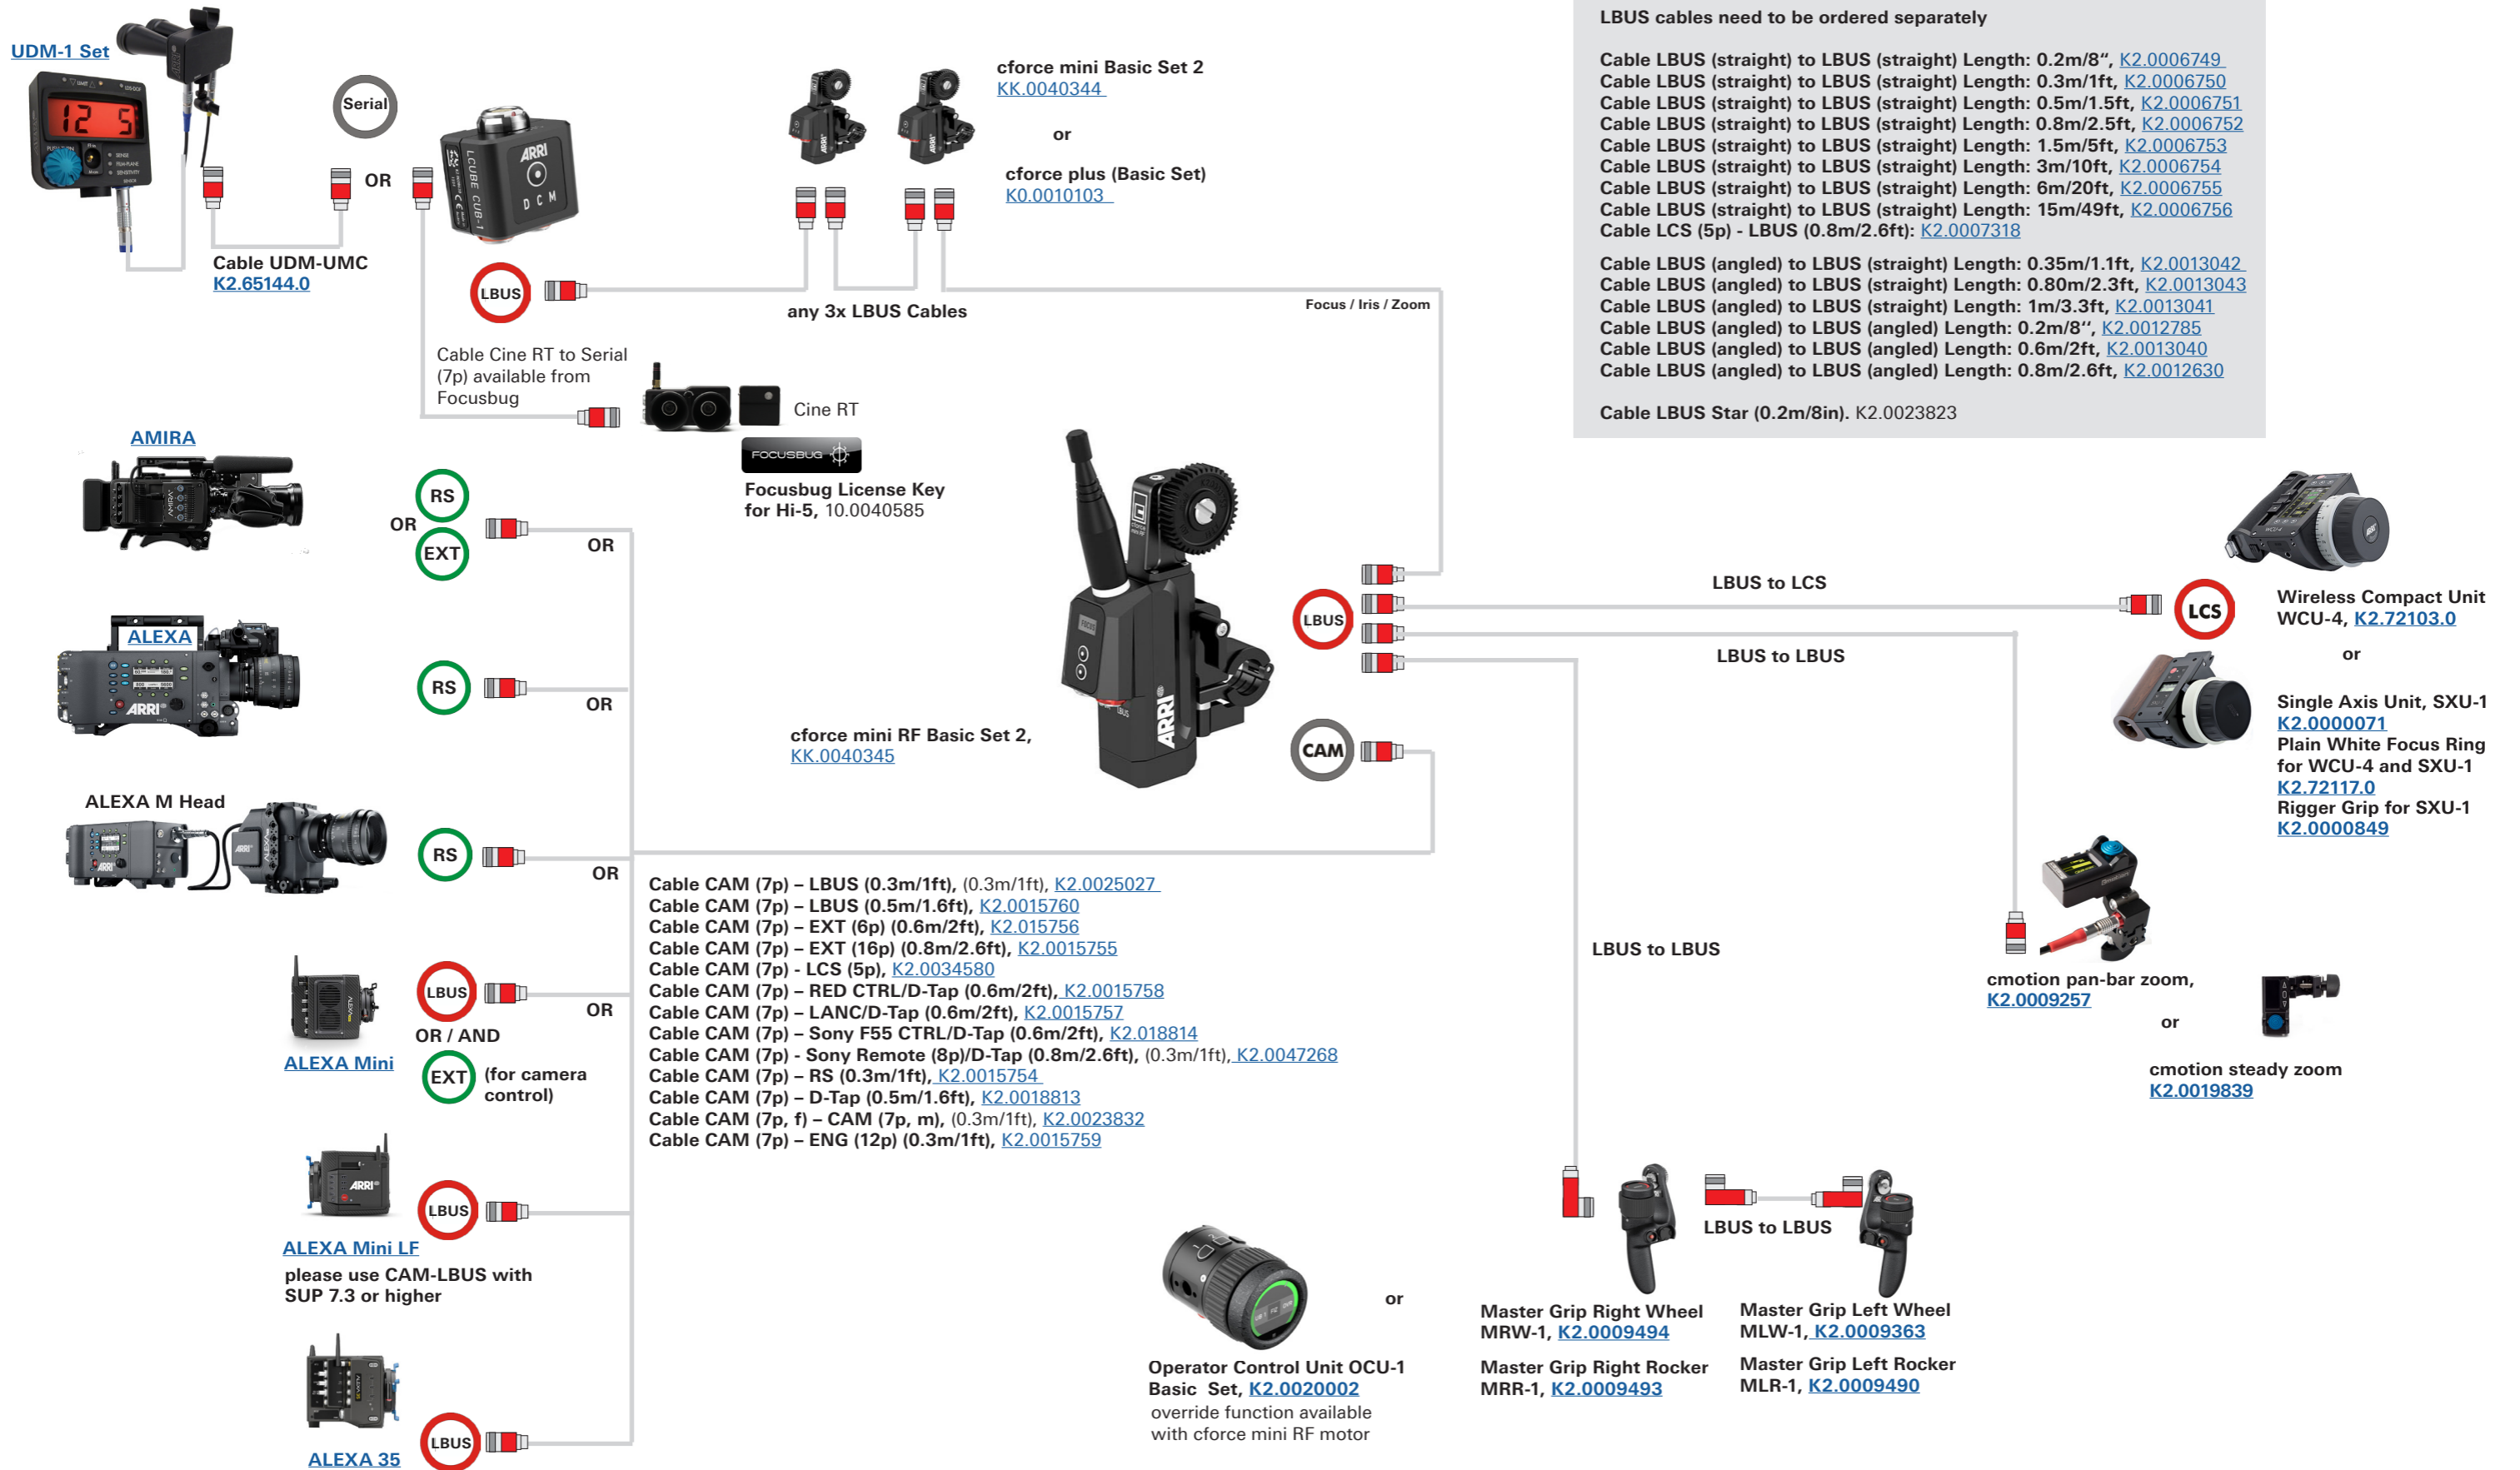 UDM-1 Set
12 5
Serial
OR
ARRI
LCUBE CUB-1
D C M
Cable UDM-UMC
K2.65144.0
LBUS
cforce mini Basic Set 2
KK.0040344
or
cforce plus (Basic Set)
K0.0010103
any 3x LBUS Cables
Focus / Iris / Zoom
LBUS cables need to be ordered separately
Cable LBUS (straight) to LBUS (straight) Length: 0.2m/8“, K2.0006749
Cable LBUS (straight) to LBUS (straight) Length: 0.3m/1ft, K2.0006750
Cable LBUS (straight) to LBUS (straight) Length: 0.5m/1.5ft, K2.0006751
Cable LBUS (straight) to LBUS (straight) Length: 0.8m/2.5ft, K2.0006752
Cable LBUS (straight) to LBUS (straight) Length: 1.5m/5ft, K2.0006753
Cable LBUS (straight) to LBUS (straight) Length: 3m/10ft, K2.0006754
Cable LBUS (straight) to LBUS (straight) Length: 6m/20ft, K2.0006755
Cable LBUS (straight) to LBUS (straight) Length: 15m/49ft, K2.0006756
Cable LCS (5p) - LBUS (0.8m/2.6ft): K2.0007318
Cable LBUS (angled) to LBUS (straight) Length: 0.35m/1.1ft, K2.0013042
Cable LBUS (angled) to LBUS (straight) Length: 0.80m/2.3ft, K2.0013043
Cable LBUS (angled) to LBUS (straight) Length: 1m/3.3ft, K2.0013041
Cable LBUS (angled) to LBUS (angled) Length: 0.2m/8‘‘, K2.0012785
Cable LBUS (angled) to LBUS (angled) Length: 0.6m/2ft, K2.0013040
Cable LBUS (angled) to LBUS (angled) Length: 0.8m/2.6ft, K2.0012630
Cable LBUS Star (0.2m/8in). K2.0023823
Cable Cine RT to Serial
(7p) available from
Focusbug
Cine RT
FOCUSBUG
Focusbug License Key
for Hi-5, 10.0040585
AMIRA
RS
OR
EXT
OR
ALEXA
ARRI
RS
OR
ALEXA M Head
ARRI
RS
OR
cforce mini RF Basic Set 2,
KK.0040345
FOCUS
ARRI
LBUS
CAM
LBUS to LCS
LCS
LBUS to LBUS
Wireless Compact Unit
WCU-4, K2.72103.0
or
Single Axis Unit, SXU-1
K2.0000071
Plain White Focus Ring
for WCU-4 and SXU-1
K2.72117.0
Rigger Grip for SXU-1
K2.0000849
Cable CAM (7p) – LBUS (0.3m/1ft), (0.3m/1ft), K2.0025027
Cable CAM (7p) – LBUS (0.5m/1.6ft), K2.0015760
Cable CAM (7p) – EXT (6p) (0.6m/2ft), K2.015756
Cable CAM (7p) – EXT (16p) (0.8m/2.6ft), K2.0015755
Cable CAM (7p) - LCS (5p), K2.0034580
Cable CAM (7p) – RED CTRL/D-Tap (0.6m/2ft), K2.0015758
Cable CAM (7p) – LANC/D-Tap (0.6m/2ft), K2.0015757
Cable CAM (7p) – Sony F55 CTRL/D-Tap (0.6m/2ft), K2.018814
Cable CAM (7p) - Sony Remote (8p)/D-Tap (0.8m/2.6ft), (0.3m/1ft), K2.0047268
Cable CAM (7p) – RS (0.3m/1ft), K2.0015754
Cable CAM (7p) – D-Tap (0.5m/1.6ft), K2.0018813
Cable CAM (7p, f) – CAM (7p, m), (0.3m/1ft), K2.0023832
Cable CAM (7p) – ENG (12p) (0.3m/1ft), K2.0015759
LBUS to LBUS
cmotion pan-bar zoom,
K2.0009257
or
cmotion steady zoom
K2.0019839
LBUS
OR
OR / AND
ALEXA Mini
EXT
(for camera
control)
ARRI
LBUS
ALEXA Mini LF
please use CAM-LBUS with
SUP 7.3 or higher
LBUS
ALEXA 35
LBUS to LBUS
or
Operator Control Unit OCU-1
Basic Set, K2.0020002
override function available
with cforce mini RF motor
Master Grip Right Wheel
MRW-1, K2.0009494
Master Grip Right Rocker
MRR-1, K2.0009493
Master Grip Left Wheel
MLW-1, K2.0009363
Master Grip Left Rocker
MLR-1, K2.0009490